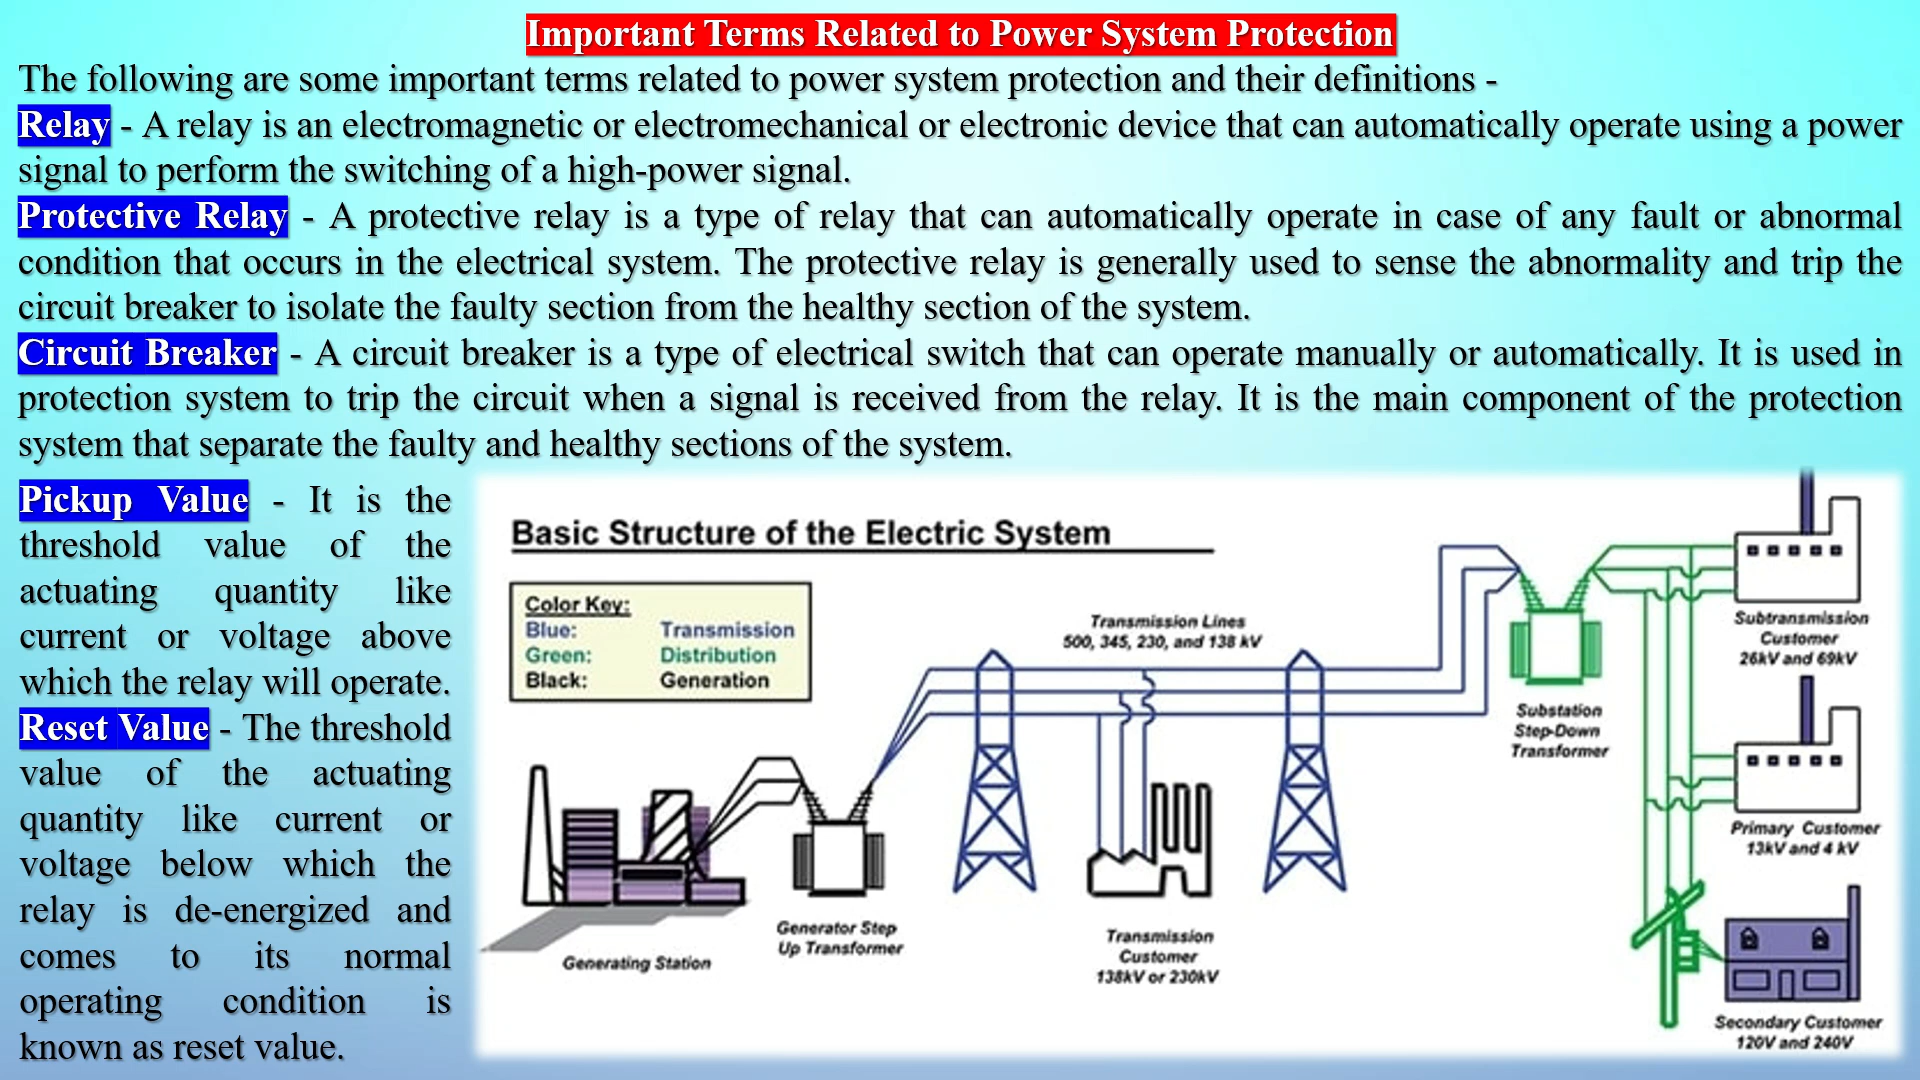 Important Terms Related to Power System Protection
The following are some important terms related to power system protection and their definitions -
Relay - A relay is an electromagnetic or electromechanical or electronic device that can automatically operate using a power
signal to perform the switching of a high-power signal.
Protective Relay - A protective relay is a type of relay that can automatically operate in case of any fault or abnormal
condition that occurs in the electrical system. The protective relay is generally used to sense the abnormality and trip the
circuit breaker to isolate the faulty section from the healthy section of the system.
Circuit Breaker - A circuit breaker is a type of electrical switch that can operate manually or automatically. It is used in
protection system to trip the circuit when a signal is received from the relay. It is the main component of the protection
system that separate the faulty and healthy sections of the system.
Pickup Value - It is the
threshold value of the
actuating quantity like
current or voltage above
which the relay will operate.
Reset Value - The threshold
value of the actuating
quantity like current or
voltage below which the
relay is de-energized and
comes to its normal
operating condition is
known as reset value.
Basic Structure of the Electric System
Color Key:
Blue: Transmission
Green: Distribution
Black: Generation
Transmission Lines
500, 345, 230, and 138 kV
Generating Station
Generator Step
Up Transformer
Transmission
Customer
138kV or 230kV
Substation
Step-Down
Transformer
Subtransmission
Customer
26kV and 69kV
Primary Customer
13kV and 4 kV
Secondary Customer
120V and 240V